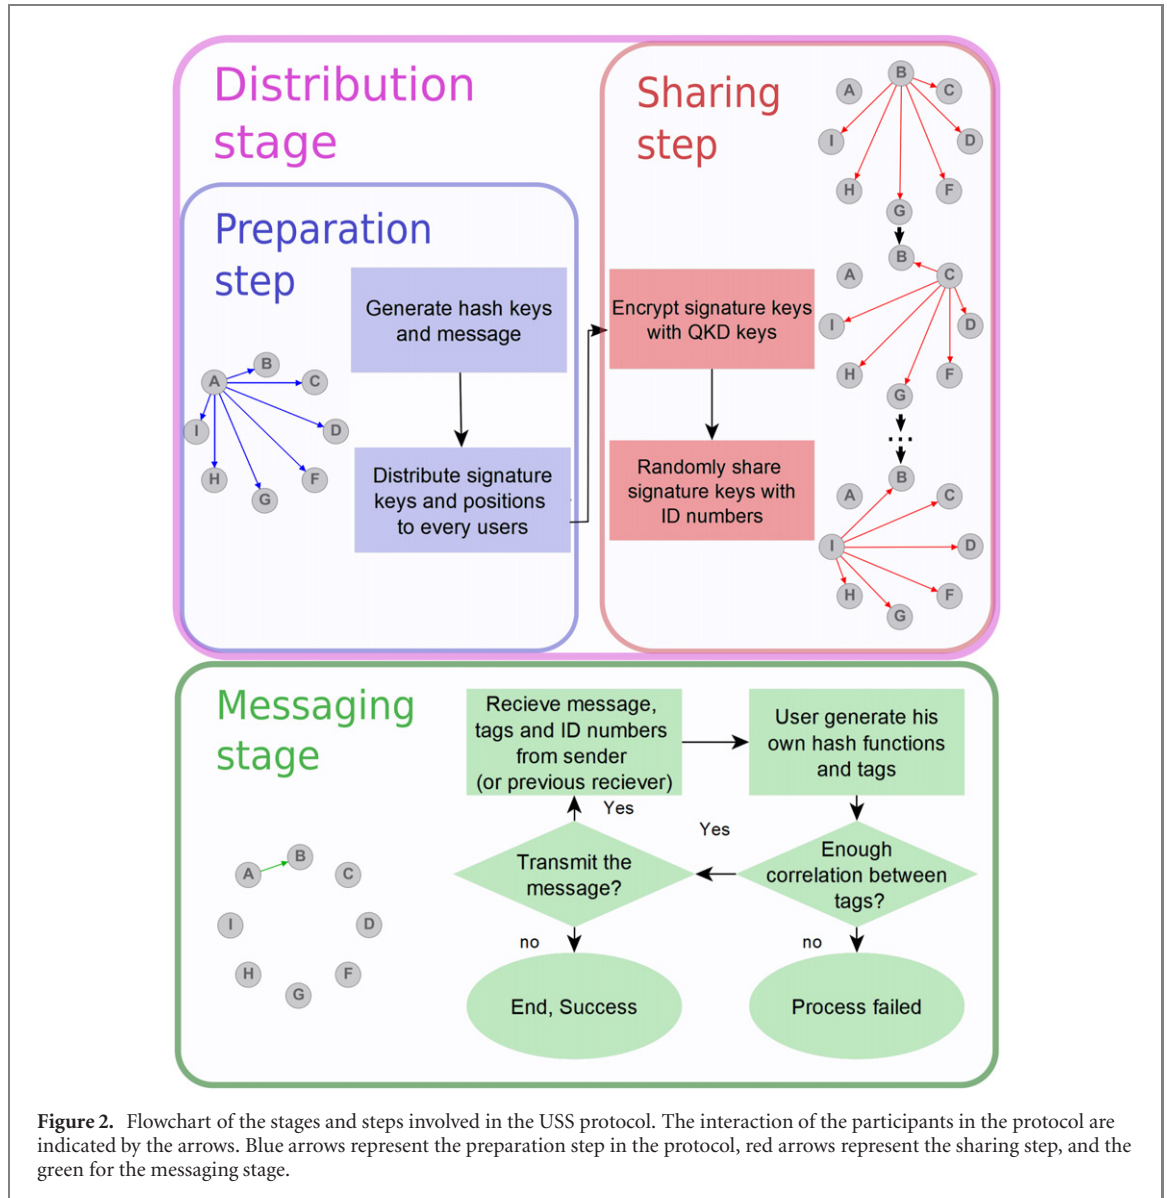 Distribution
stage
Sharing
step
B
A
C
I
D
H
F
G
Preparation
step
Generate hash keys
and message
Encrypt signature keys
with QKD keys
B
A
C
I
D
H
F
G
B
A
C
I
D
H
F
G
Distribute signature
keys and positions
to every users
Randomly share
signature keys with
ID numbers
...
B
A
C
I
D
H
F
G
Messaging
stage
Recieve message,
tags and ID numbers
from sender
(or previous reciever)
User generate his
own hash functions
and tags
Yes
Yes
Transmit the
message?
Enough
correlation between
tags?
no
no
End, Success
Process failed
B
A
C
I
D
H
F
G
Figure 2. Flowchart of the stages and steps involved in the USS protocol. The interaction of the participants in the protocol are
indicated by the arrows. Blue arrows represent the preparation step in the protocol, red arrows represent the sharing step, and the
green for the messaging stage.